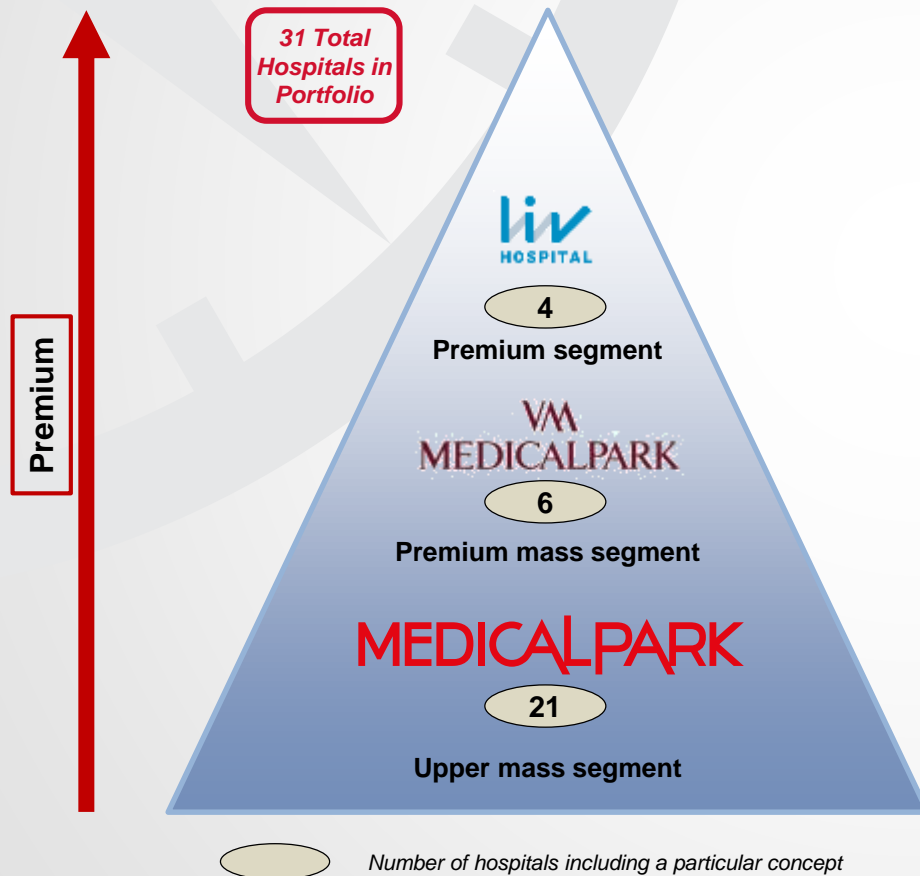 31 Total
Hospitals in
Portfolio
liv
HOSPITAL
4
Premium segment
Premium
VM
MEDICALPARK
6
Premium mass segment
MEDICALPARK
21
Upper mass segment
Number of hospitals including a particular concept